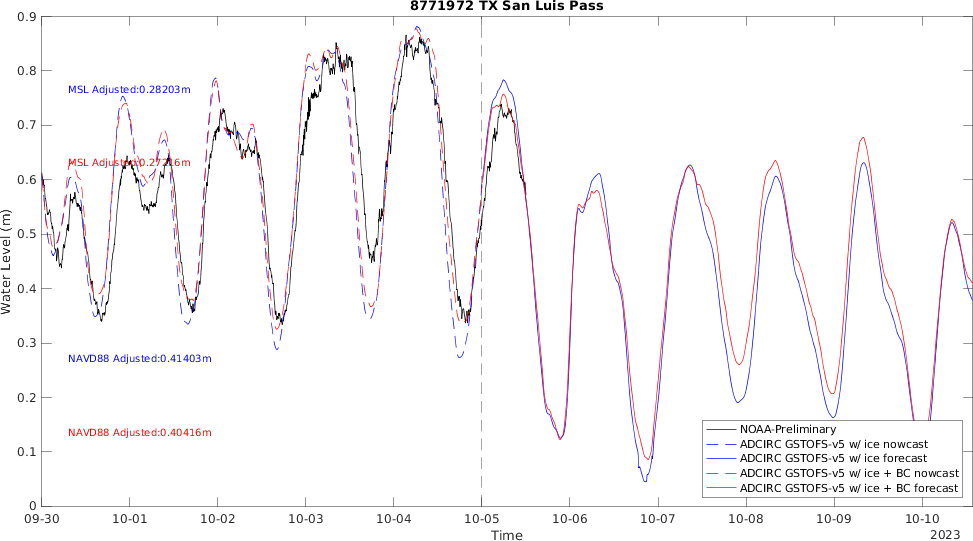 8771972 TX San Luis Pass
0.9
0.8
0.7
0.6
0.5
0.4
0.3
0.2
0.1
0
Water Level (m)
MSL Adjusted:0.28203m
MSL Adjusted:0.27216m
NAVD88 Adjusted:0.41403m
NAVD88 Adjusted:0.40416m
NOAA-Preliminary
ADCIRC GSTOFS-v5 w/ ice nowcast
ADCIRC GSTOFS-v5 w/ ice forecast
ADCIRC GSTOFS-v5 w/ ice + BC nowcast
ADCIRC GSTOFS-v5 w/ ice + BC forecast
09-30 10-01 10-02 10-03 10-04 10-05 10-06 10-07 10-08 10-09 10-10
2023
Time